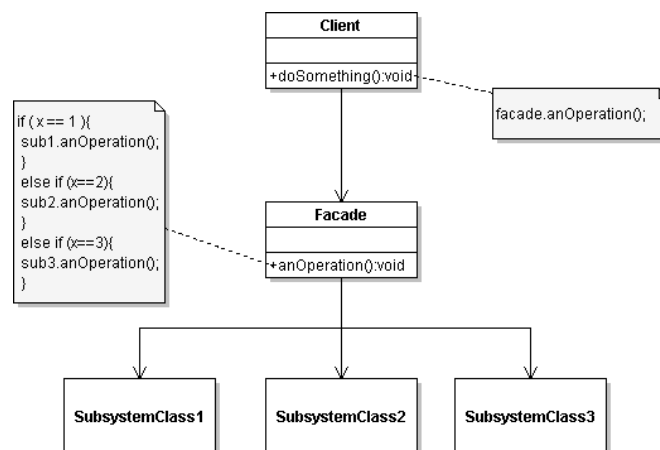 Client
+doSomething():void
facade.anOperation();
if ( x == 1 ){
sub1.anOperation();
}
else if (x==2){
sub2.anOperation();
}
else if (x==3){
sub3.anOperation();
}
Facade
+anOperation():void
SubsystemClass1
SubsystemClass2
SubsystemClass3